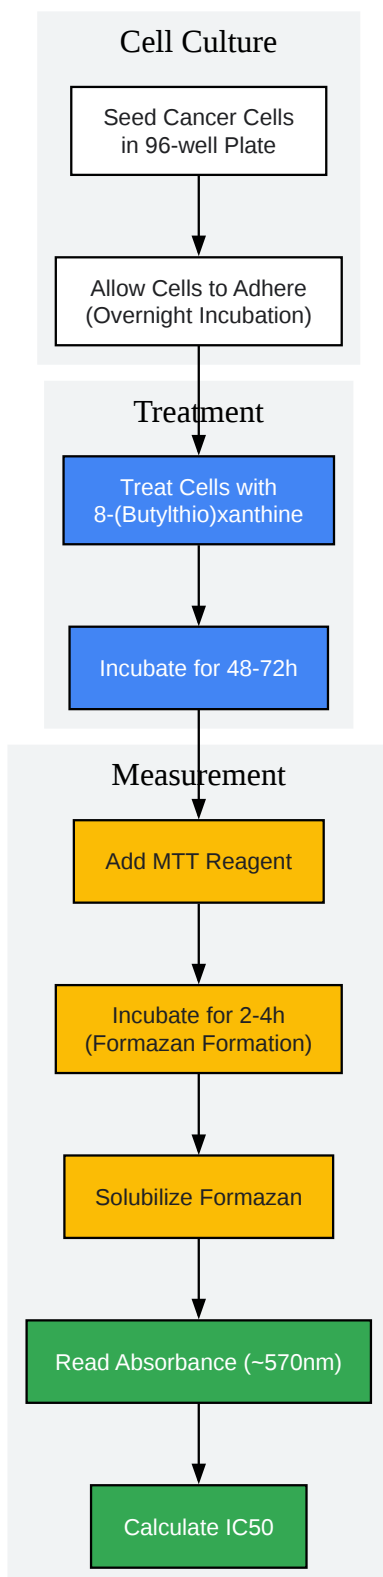 Cell Culture
Seed Cancer Cells
in 96-well Plate
Allow Cells to Adhere
(Overnight Incubation)
Treatment
Treat Cells with
8-(Butylthio)xanthine
Incubate for 48-72h
Measurement
Add MTT Reagent
Incubate for 2-4h
(Formazan Formation)
Solubilize Formazan
Read Absorbance (~570nm)
Calculate IC50